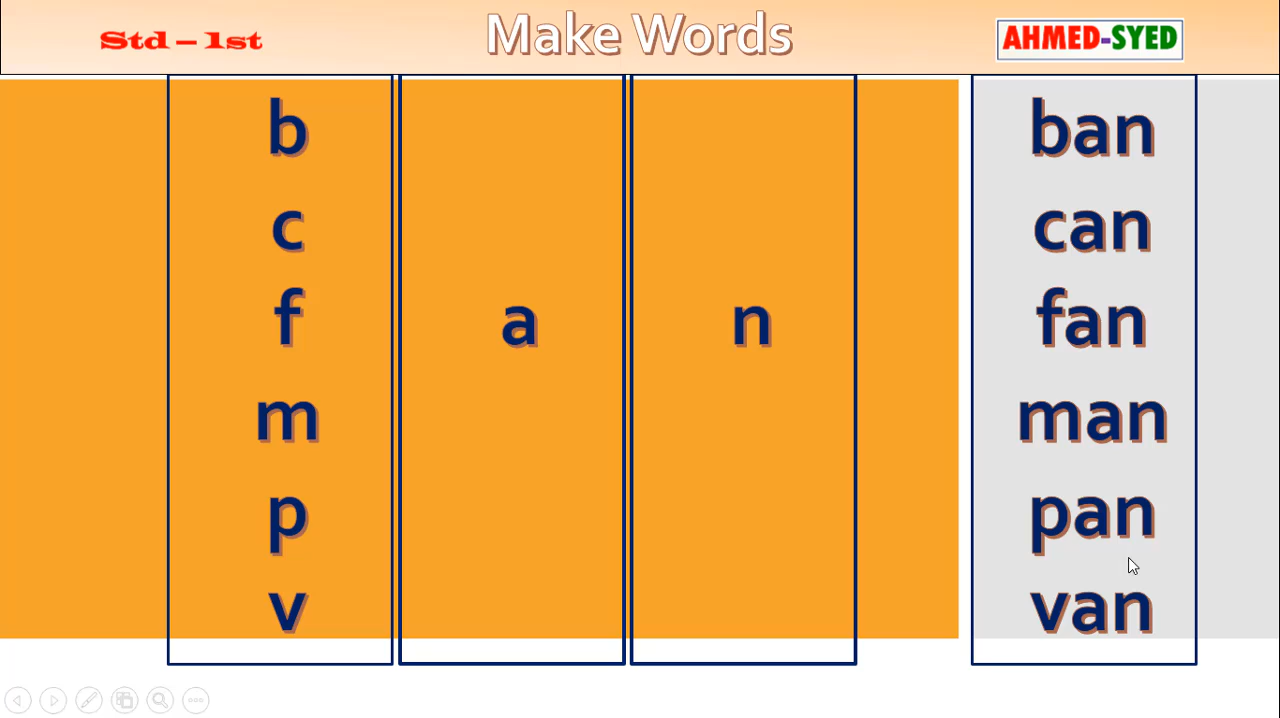 Std – 1st
Make Words
AHMED-SYED
b
c
f
m
p
v
a
n
ban
can
fan
man
pan
van